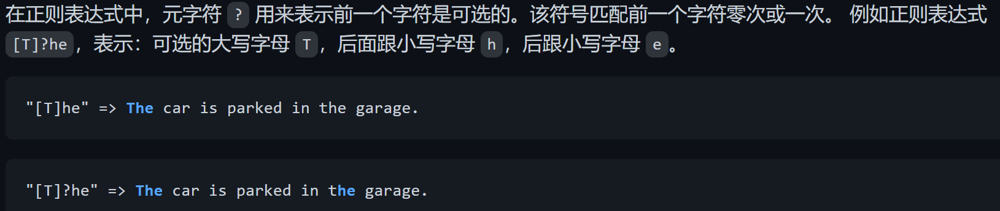 在正则表达式中，元字符 ? 用来表示前一个字符是可选的。该符号匹配前一个字符零次或一次。 例如正则表达式
[T]?he，表示：可选的大写字母 T，后面跟小写字母 h，后跟小写字母 e。
"[T]he" => The car is parked in the garage.
"[T]?he" => The car is parked in the garage.